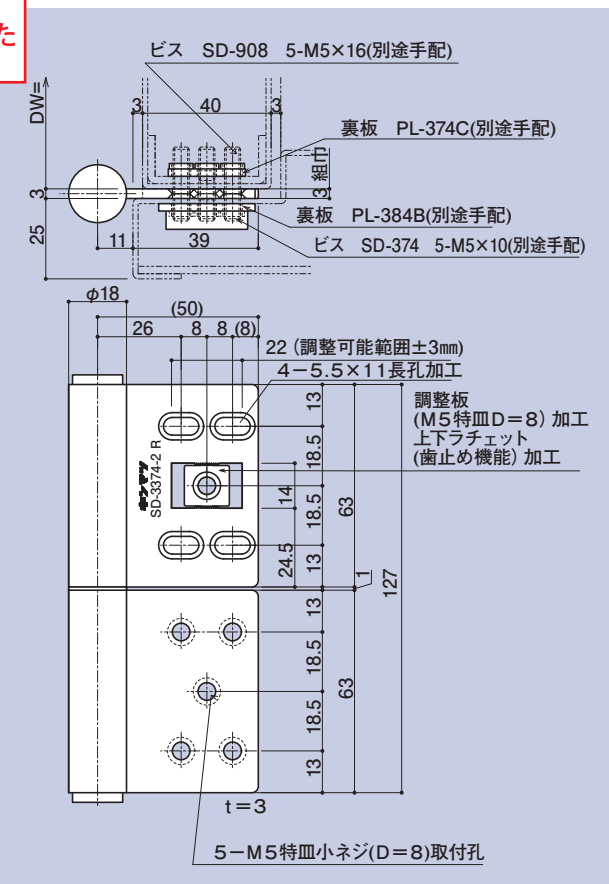 た
ビス SD-908 5-M5×16(別途手配)
DW=
3
40
3
裏板 PL-374C(別途手配)
3
3 組巾
裏板 PL-384B(別途手配)
25
11
39
ビス SD-374 5-M5×10(別途手配)
φ18
(50)
26
8
8
(8)
22 (調整可能範囲±3㎜)
4−5.5×11長孔加工
調整板
(M5特皿D=8) 加工
上下ラチェット
(歯止め機能) 加工
13
18.5
14
18.5
24.5
13
63
1
127
ホンマツ
SD-3374-2 R
13
18.5
18.5
13
63
t=3
5−M5特皿小ネジ(D=8)取付孔